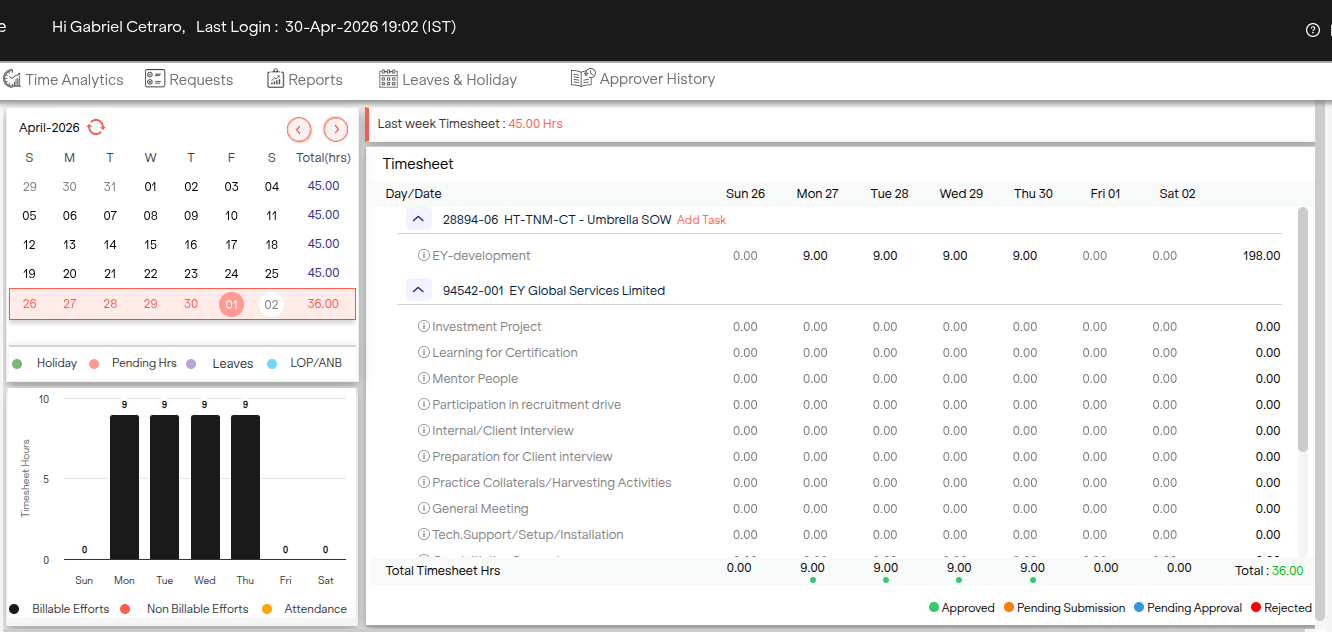 e
Hi Gabriel Cetraro, Last Login : 30-Apr-2026 19:02 (IST)
Time Analytics Requests Reports Leaves & Holiday Approver History
April-2026
S M T W T F S Total(hrs)
29 30 31 01 02 03 04 45.00
05 06 07 08 09 10 11 45.00
12 13 14 15 16 17 18 45.00
19 20 21 22 23 24 25 45.00
26 27 28 29 30 01 02 36.00
Holiday Pending Hrs Leaves LOP/ANB
10
9 9 9 9
Timesheet Hours
5
0 0 0
0
Sun Mon Tue Wed Thu Fri Sat
Billable Efforts Non Billable Efforts Attendance
Last week Timesheet : 45.00 Hrs
Timesheet
Day/Date Sun 26 Mon 27 Tue 28 Wed 29 Thu 30 Fri 01 Sat 02
28894-06 HT-TNM-CT - Umbrella SOW Add Task
EY-development 0.00 9.00 9.00 9.00 9.00 0.00 0.00 198.00
94542-001 EY Global Services Limited
Investment Project 0.00 0.00 0.00 0.00 0.00 0.00 0.00 0.00
Learning for Certification 0.00 0.00 0.00 0.00 0.00 0.00 0.00 0.00
Mentor People 0.00 0.00 0.00 0.00 0.00 0.00 0.00 0.00
Participation in recruitment drive 0.00 0.00 0.00 0.00 0.00 0.00 0.00 0.00
Internal/Client Interview 0.00 0.00 0.00 0.00 0.00 0.00 0.00 0.00
Preparation for Client interview 0.00 0.00 0.00 0.00 0.00 0.00 0.00 0.00
Practice Collaterals/Harvesting Activities 0.00 0.00 0.00 0.00 0.00 0.00 0.00 0.00
General Meeting 0.00 0.00 0.00 0.00 0.00 0.00 0.00 0.00
Tech.Support/Setup/Installation 0.00 0.00 0.00 0.00 0.00 0.00 0.00 0.00
Total Timesheet Hrs 0.00 9.00 9.00 9.00 9.00 0.00 0.00 Total : 36.00
Approved Pending Submission Pending Approval Rejected